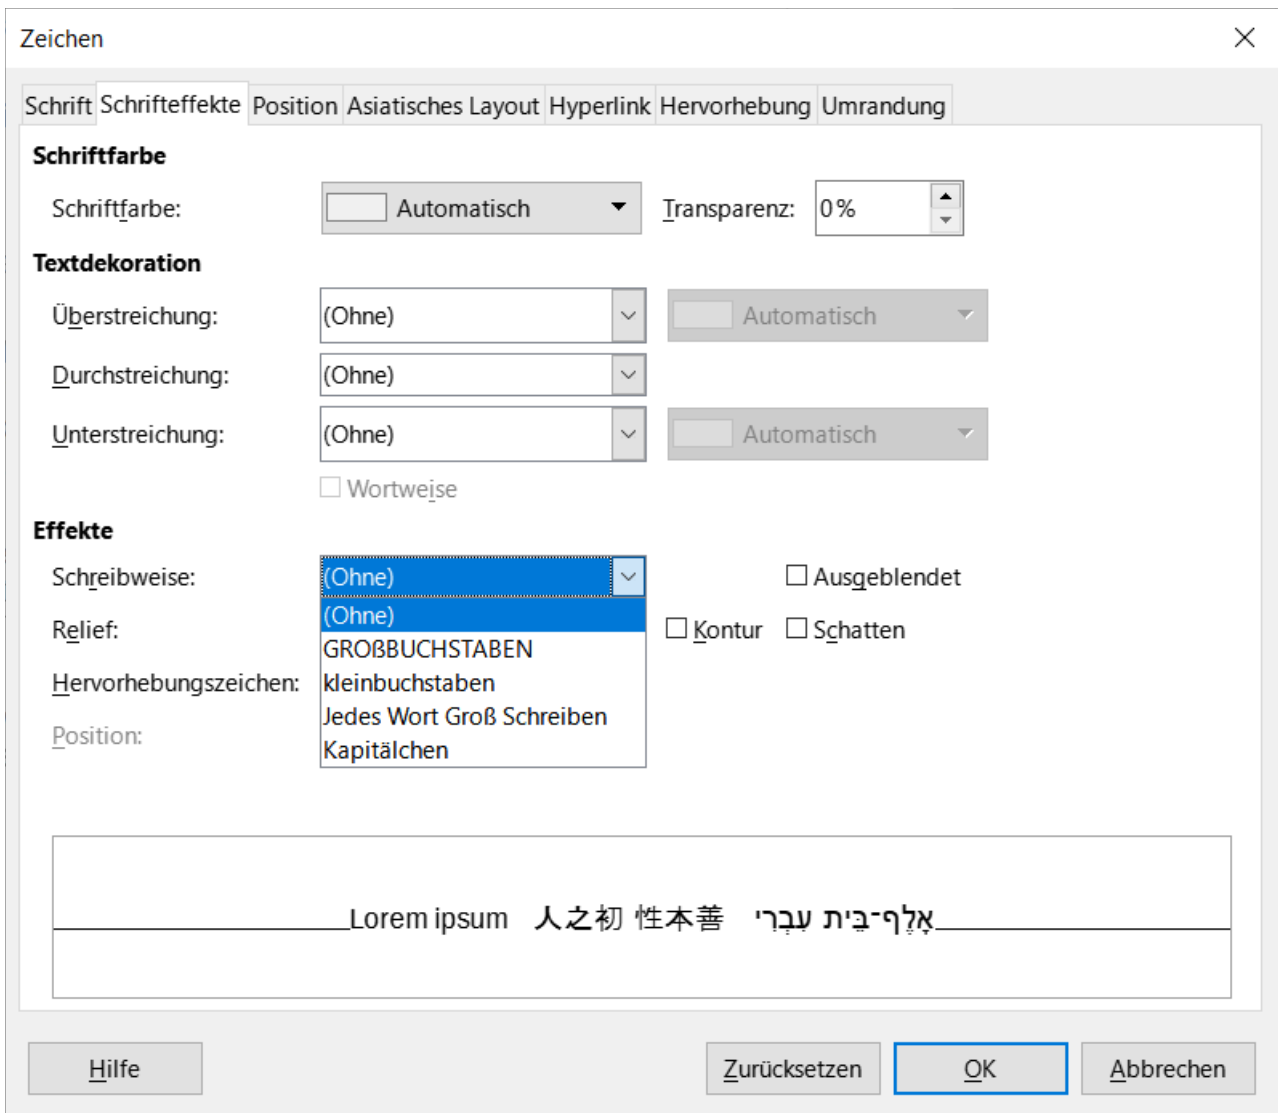 Zeichen
Schrift Schrifteffekte Position Asiatisches Layout Hyperlink Hervorhebung Umrandung
Schriftfarbe
Schriftfarbe: Automatisch Transparenz: 0%
Textdekoration
Überstreichung: (Ohne) Automatisch
Durchstreichung: (Ohne)
Unterstreichung: (Ohne) Automatisch
Wortweise
Effekte
Schreibweise: (Ohne) Ausgeblendet
(Ohne)
Relief: Kontur Schatten
GROßBUCHSTABEN
Hervorhebungszeichen: kleinbuchstaben
Jedes Wort Groß Schreiben
Position: Kapitälchen
Lorem ipsum 人之初 性本善 אָלֶף־בֵּית עִבְרִי
Hilfe Zurücksetzen OK Abbrechen